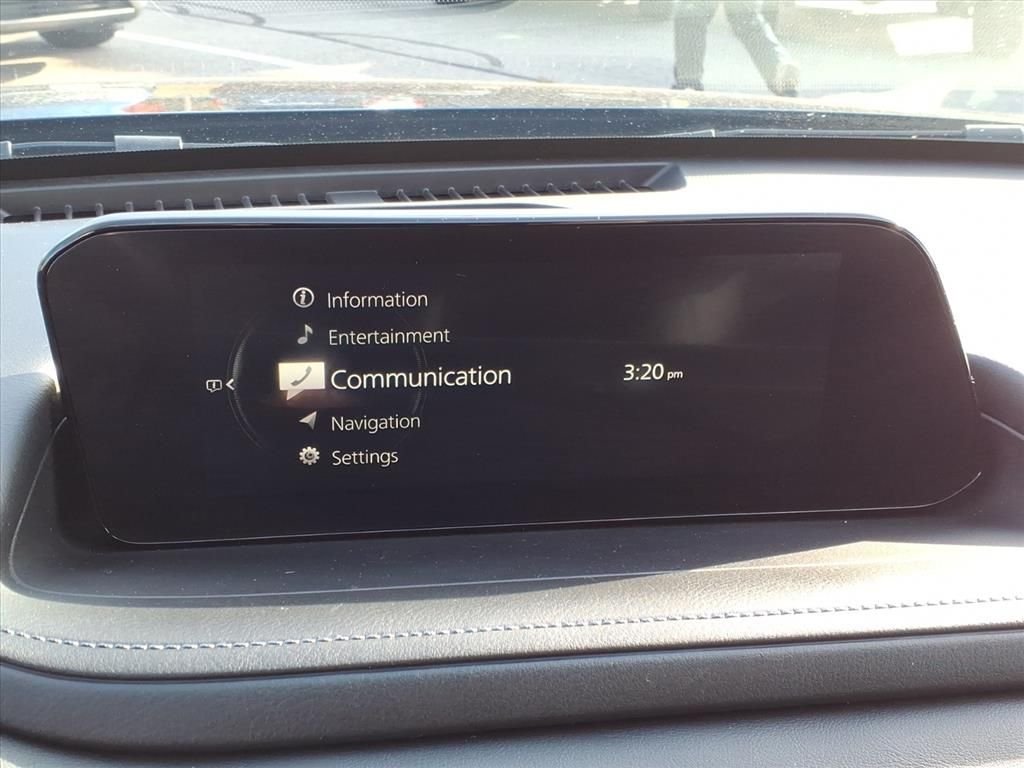 Information
Entertainment
Communication
3:20 pm
Navigation
Settings